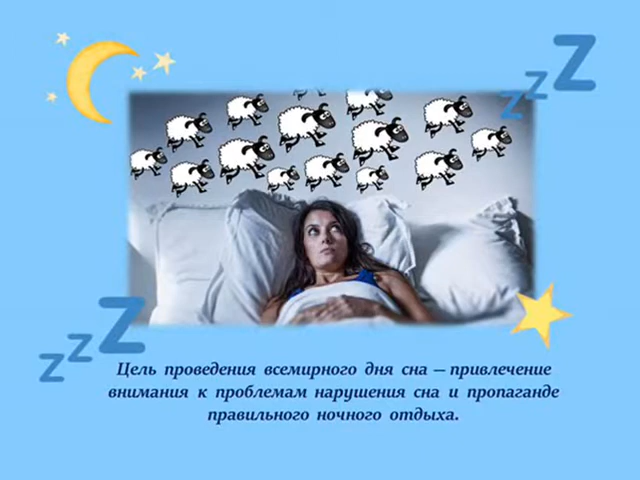 Z
Z
Z
Z
Z
Z
Цель проведения всемирного дня сна — привлечение
внимания к проблемам нарушения сна и пропаганде
правильного ночного отдыха.